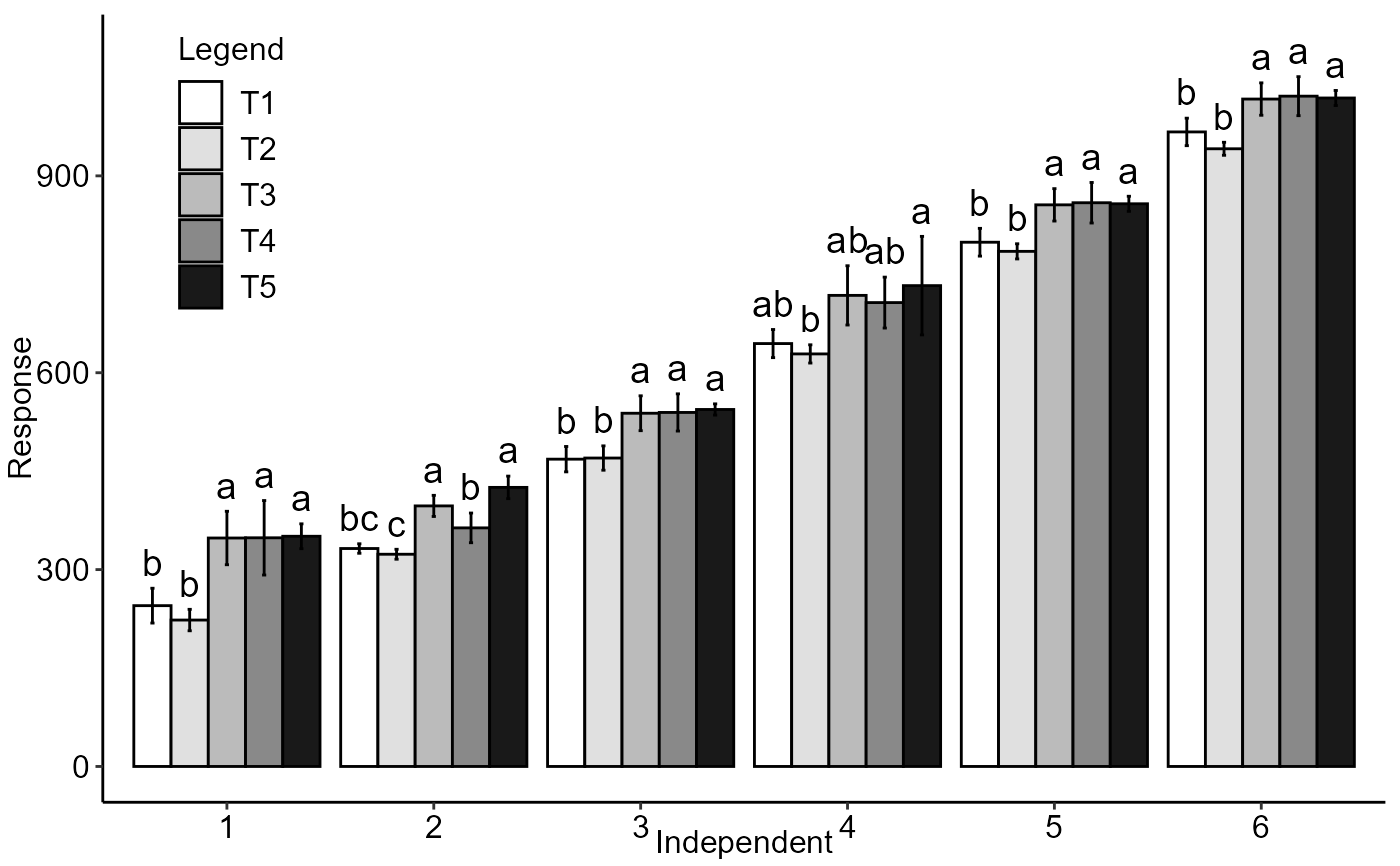 Legend
T1
T2
T3
T4
T5
Response
900
600
300
0
b b a a a
bc c a b a
b b a a a
ab b ab ab a
b b a a a
b b a a a
1 2 3 4 5 6
Independent